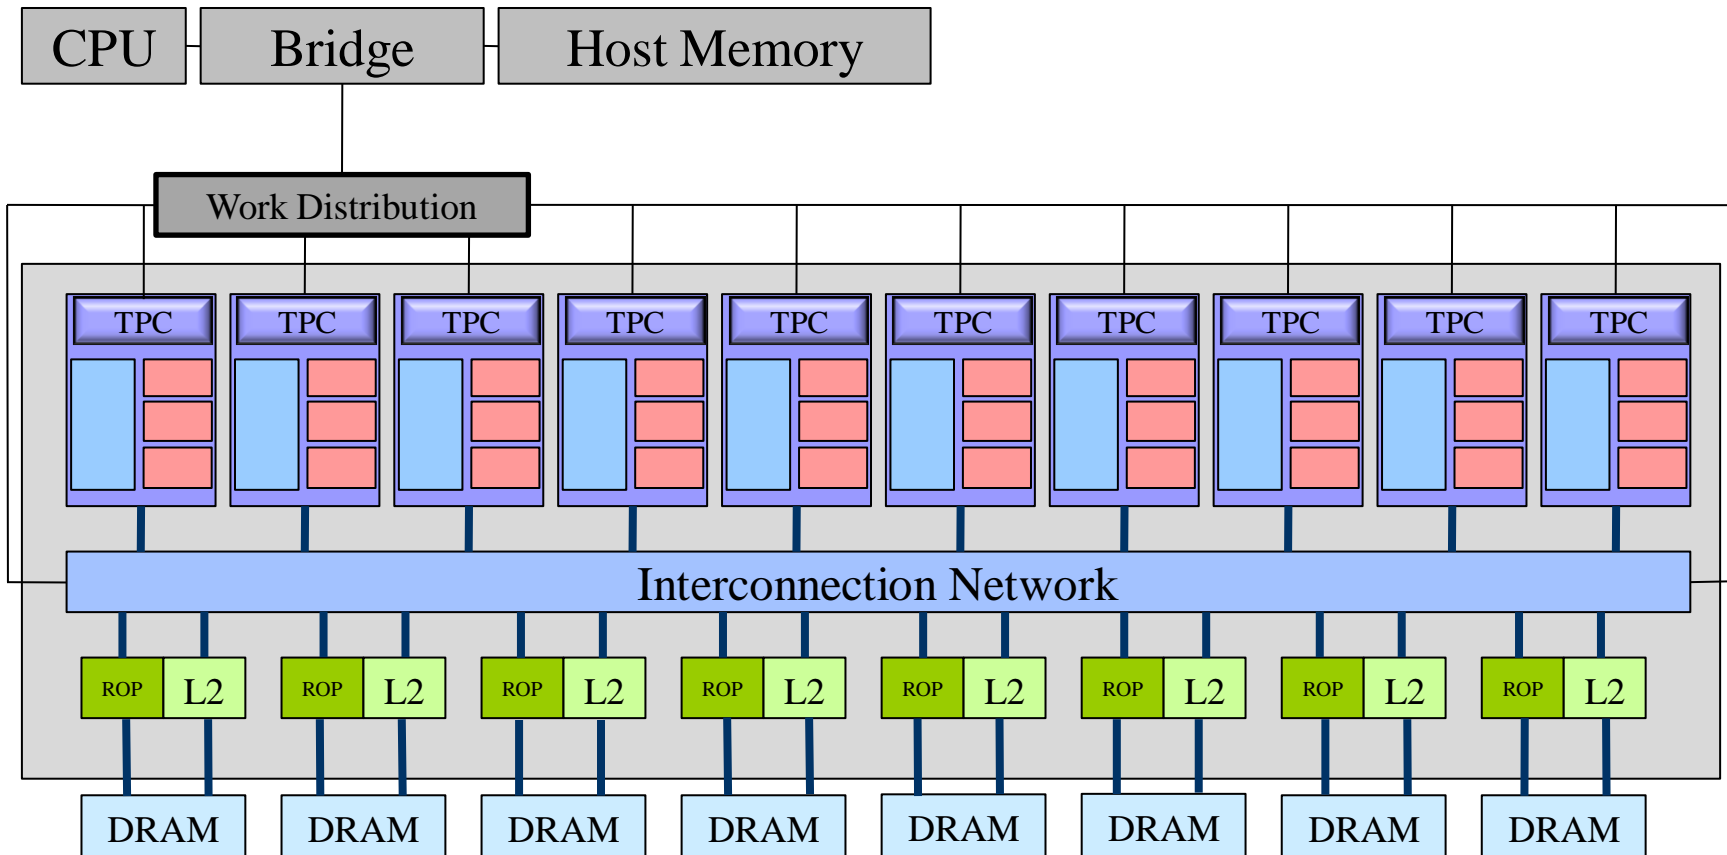 CPU Bridge Host Memory
Work Distribution
TPC TPC TPC TPC TPC TPC TPC TPC TPC TPC
Interconnection Network
ROP L2 ROP L2 ROP L2 ROP L2 ROP L2 ROP L2 ROP L2 ROP L2
DRAM DRAM DRAM DRAM DRAM DRAM DRAM DRAM